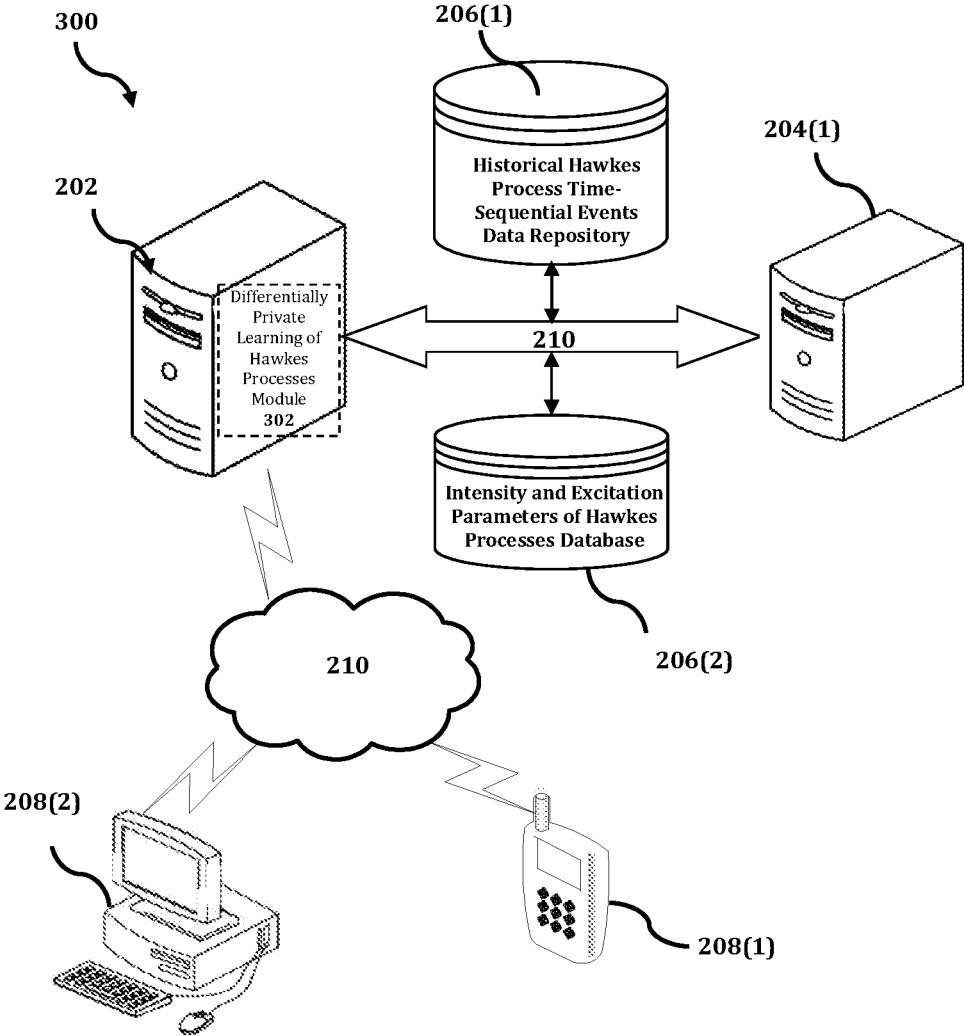 300
206(1)
204(1)
202
Historical Hawkes
Process Time-
Sequential Events
Data Repository
Differentially
Private
Learning of
Hawkes
Processes
Module
302
210
Intensity and Excitation
Parameters of Hawkes
Processes Database
206(2)
210
208(2)
208(1)